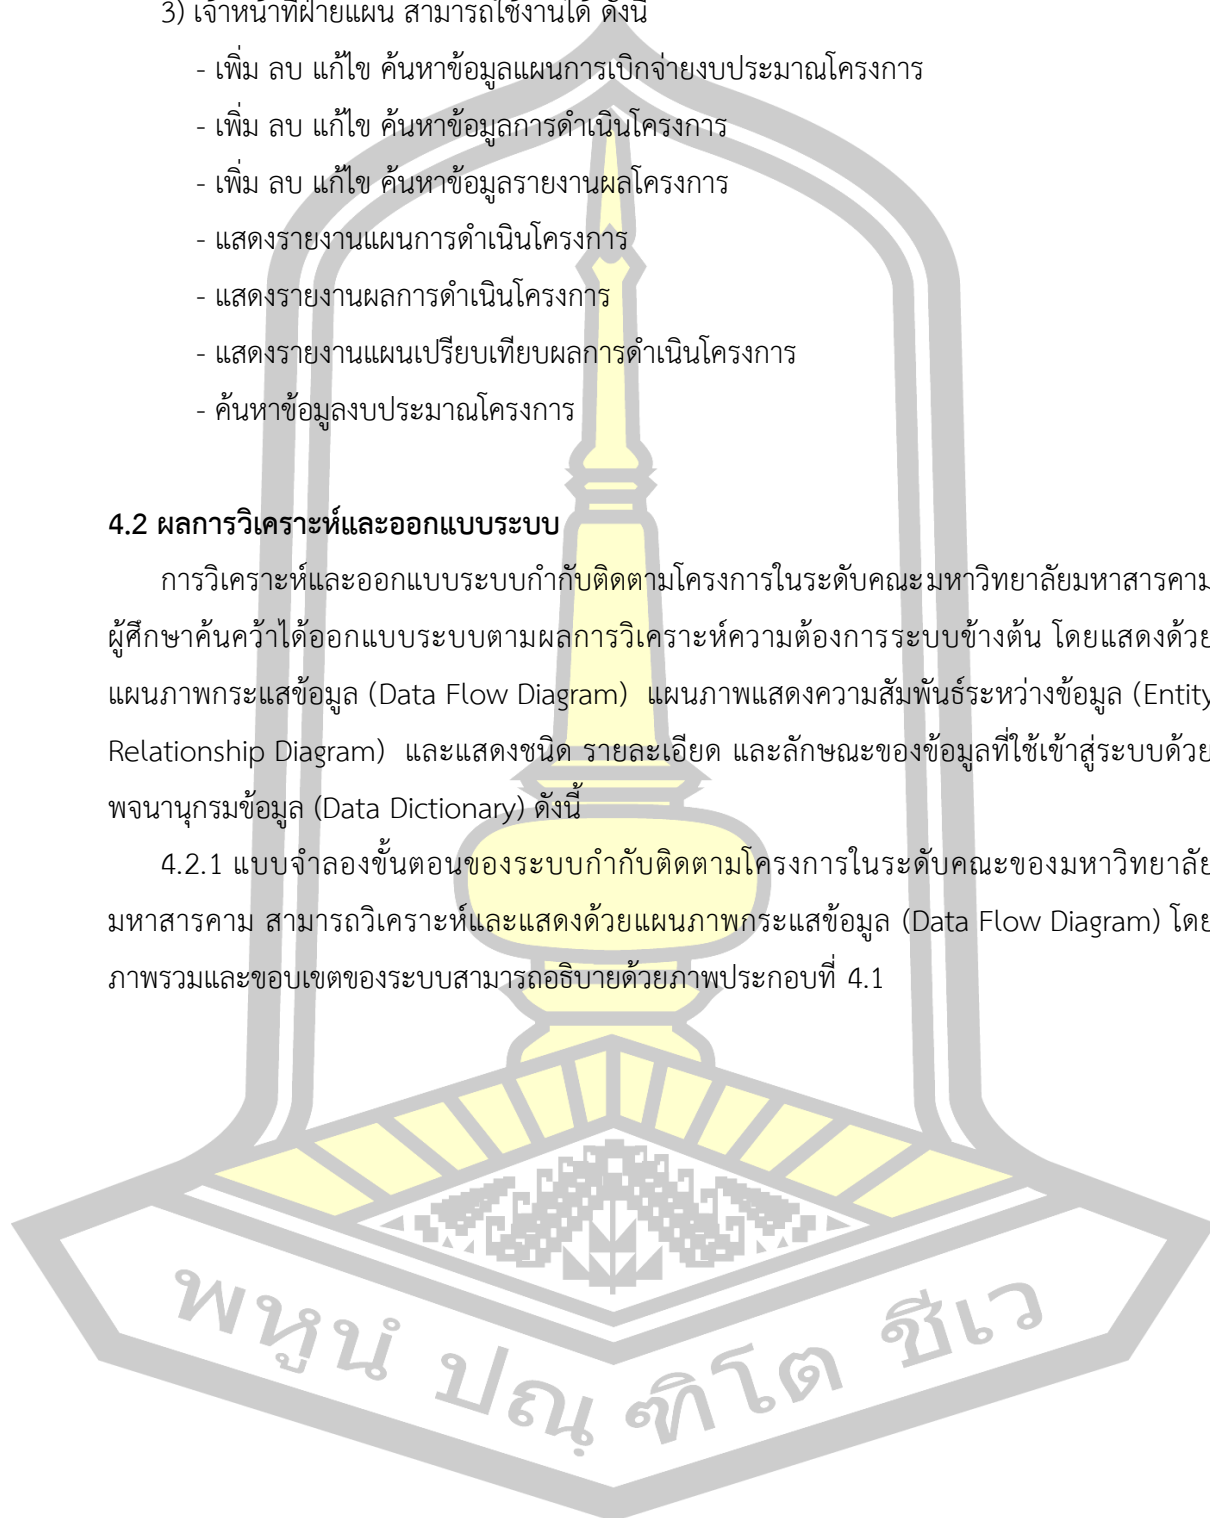 3) เจ้าหน้าที่ฝ่ายแผน สามารถใช้งานได้ ดังนี้
- เพิ่ม ลบ แก้ไข ค้นหาข้อมูลแผนการเบิกจ่ายงบประมาณโครงการ
- เพิ่ม ลบ แก้ไข ค้นหาข้อมูลการดำเนินโครงการ
- เพิ่ม ลบ แก้ไข ค้นหาข้อมูลรายงานผลโครงการ
- แสดงรายงานแผนการดำเนินโครงการ
- แสดงรายงานผลการดำเนินโครงการ
- แสดงรายงานแผนเปรียบเทียบผลการดำเนินโครงการ
- ค้นหาข้อมูลงบประมาณโครงการ
4.2 ผลการวิเคราะห์และออกแบบระบบ
การวิเคราะห์และออกแบบระบบกำกับติดตามโครงการในระดับคณะมหาวิทยาลัยมหาสารคาม
ผู้ศึกษาค้นคว้าได้ออกแบบระบบตามผลการวิเคราะห์ความต้องการระบบข้างต้น โดยแสดงด้วย
แผนภาพกระแสข้อมูล (Data Flow Diagram) แผนภาพแสดงความสัมพันธ์ระหว่างข้อมูล (Entity
Relationship Diagram) และแสดงชนิด รายละเอียด และลักษณะของข้อมูลที่ใช้เข้าสู่ระบบด้วย
พจนานุกรมข้อมูล (Data Dictionary) ดังนี้
4.2.1 แบบจำลองขั้นตอนของระบบกำกับติดตามโครงการในระดับคณะของมหาวิทยาลัย
มหาสารคาม สามารถวิเคราะห์และแสดงด้วยแผนภาพกระแสข้อมูล (Data Flow Diagram) โดย
ภาพรวมและขอบเขตของระบบสามารถอธิบายด้วยภาพประกอบที่ 4.1
พหูนํ ปณฺฑิโต ชีเว